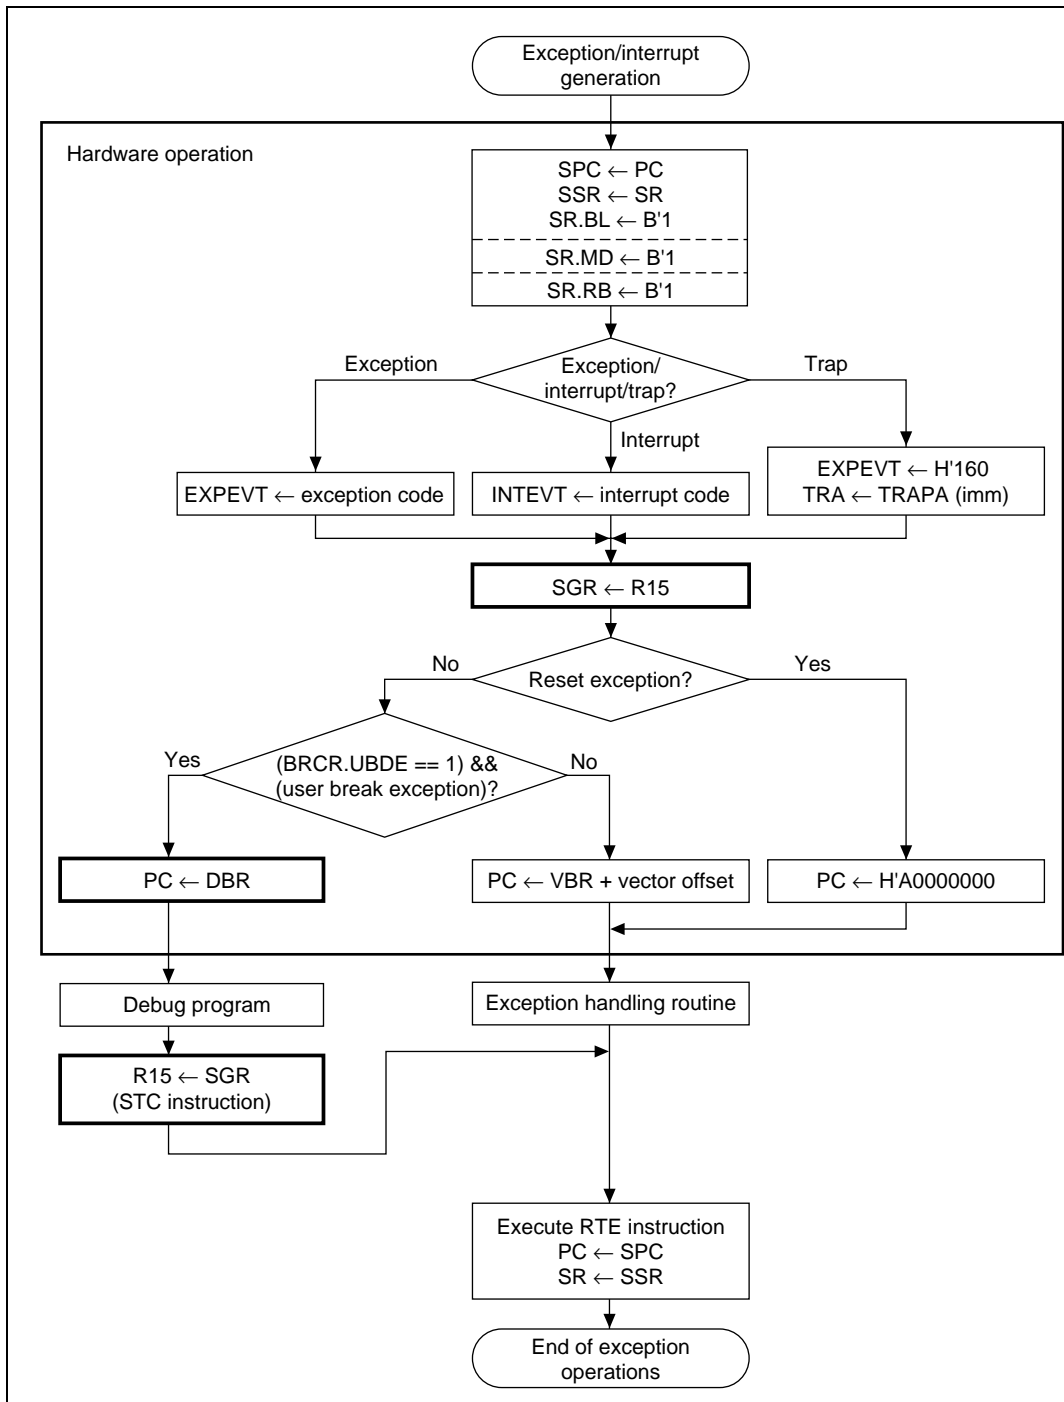 Exception/interrupt
generation
Hardware operation
SPC ← PC
SSR ← SR
SR.BL ← B'1
SR.MD ← B'1
SR.RB ← B'1
Exception
Exception/
interrupt/trap?
Trap
Interrupt
EXPEVT ← exception code
INTEVT ← interrupt code
EXPEVT ← H'160
TRA ← TRAPA (imm)
SGR ← R15
No
Reset exception?
Yes
Yes
(BRCR.UBDE == 1) &&
(user break exception)?
No
PC ← DBR
PC ← VBR + vector offset
PC ← H'A0000000
Debug program
Exception handling routine
R15 ← SGR
(STC instruction)
Execute RTE instruction
PC ← SPC
SR ← SSR
End of exception
operations